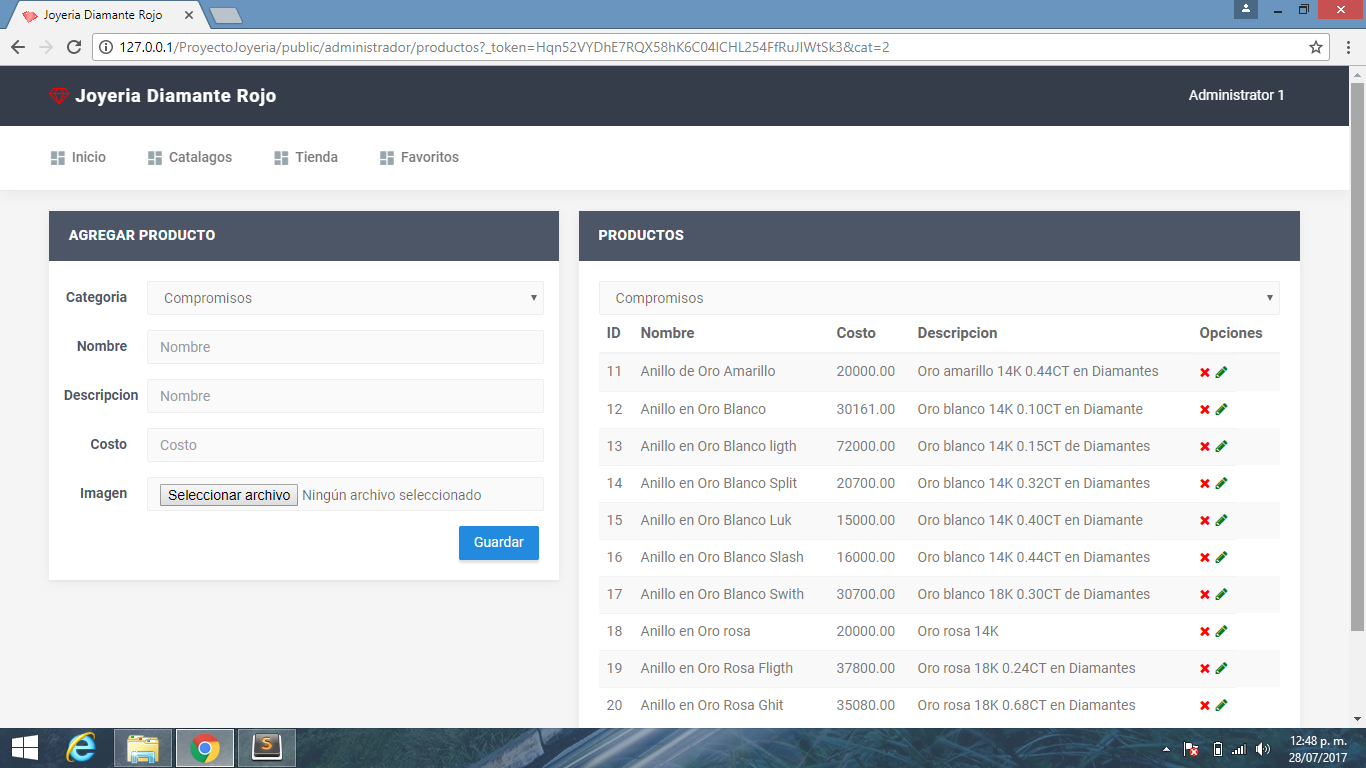 Joyeria Diamante Rojo
127.0.0.1/ProyectoJoyeria/public/administrador/productos?_token=Hqn52VYDhE7RQX58hK6C04ICHL254FfRuJIWtSk3&cat=2
Joyeria Diamante Rojo
Administrator 1
Inicio
Catalagos
Tienda
Favoritos
AGREGAR PRODUCTO
Categoria Compromisos
Nombre Nombre
Descripcion Nombre
Costo Costo
Imagen Seleccionar archivo Ningún archivo seleccionado
Guardar
PRODUCTOS
Compromisos
ID Nombre Costo Descripcion Opciones
11 Anillo de Oro Amarillo 20000.00 Oro amarillo 14K 0.44CT en Diamantes
12 Anillo en Oro Blanco 30161.00 Oro blanco 14K 0.10CT en Diamante
13 Anillo en Oro Blanco ligth 72000.00 Oro blanco 14K 0.15CT de Diamantes
14 Anillo en Oro Blanco Split 20700.00 Oro blanco 14K 0.32CT en Diamantes
15 Anillo en Oro Blanco Luk 15000.00 Oro blanco 14K 0.40CT en Diamante
16 Anillo en Oro Blanco Slash 16000.00 Oro blanco 14K 0.44CT en Diamantes
17 Anillo en Oro Blanco Swith 30700.00 Oro blanco 18K 0.30CT de Diamantes
18 Anillo en Oro rosa 20000.00 Oro rosa 14K
19 Anillo en Oro Rosa Fligth 37800.00 Oro rosa 18K 0.24CT en Diamantes
20 Anillo en Oro Rosa Ghit 35080.00 Oro rosa 18K 0.68CT en Diamantes
12:48 p. m.
28/07/2017